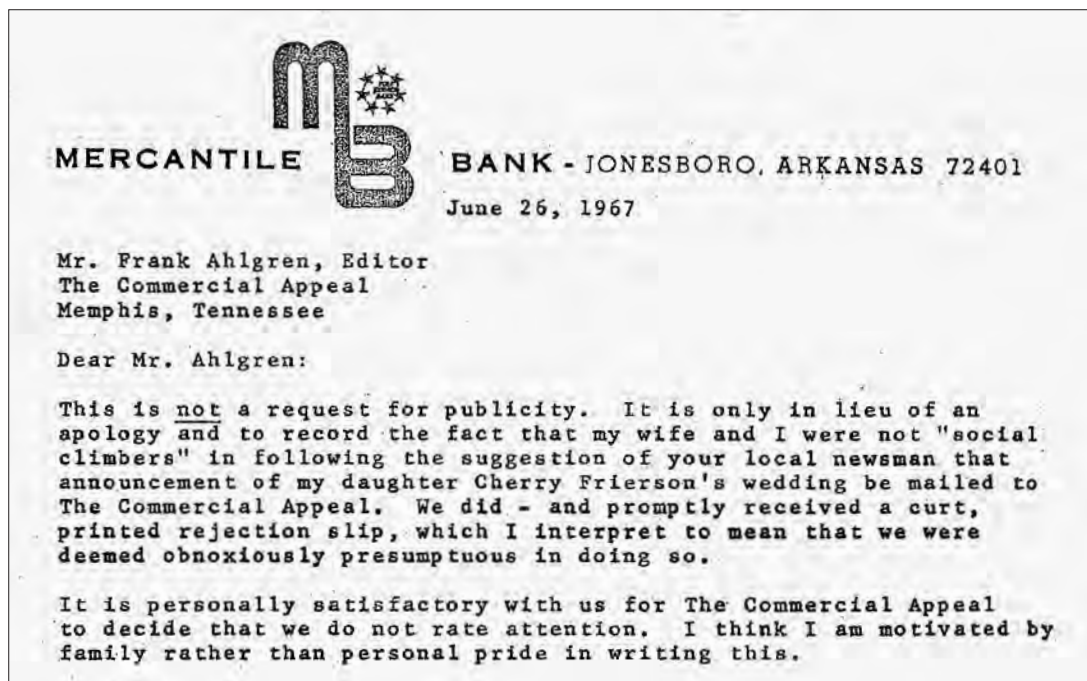 MERCANTILE BANK - JONESBORO, ARKANSAS 72401
June 26, 1967
Mr. Frank Ahlgren, Editor
The Commercial Appeal
Memphis, Tennessee
Dear Mr. Ahlgren:
This is not a request for publicity. It is only in lieu of an
apology and to record the fact that my wife and I were not "social
climbers" in following the suggestion of your local newsman that
announcement of my daughter Cherry Frierson's wedding be mailed to
The Commercial Appeal. We did - and promptly received a curt,
printed rejection slip, which I interpret to mean that we were
deemed obnoxiously presumptuous in doing so.
It is personally satisfactory with us for The Commercial Appeal
to decide that we do not rate attention. I think I am motivated by
family rather than personal pride in writing this.